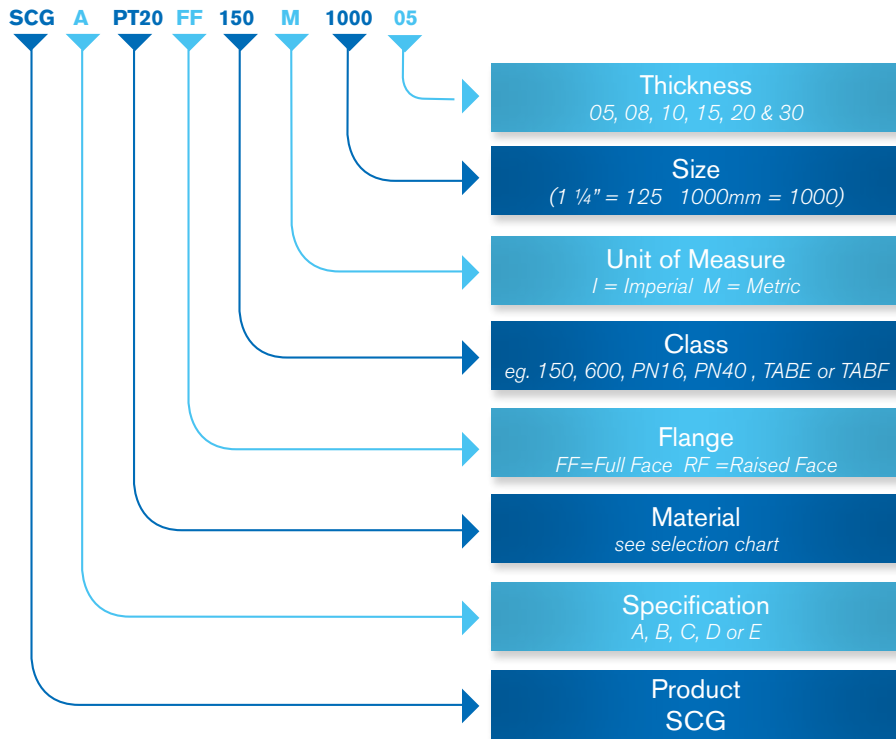 SCG A PT20 FF 150 M 1000 05
Thickness
05, 08, 10, 15, 20 & 30
Size
(1 ¼” = 125 1000mm = 1000)
Unit of Measure
I = Imperial M = Metric
Class
eg. 150, 600, PN16, PN40 , TABE or TABF
Flange
FF=Full Face RF =Raised Face
Material
see selection chart
Specification
A, B, C, D or E
Product
SCG